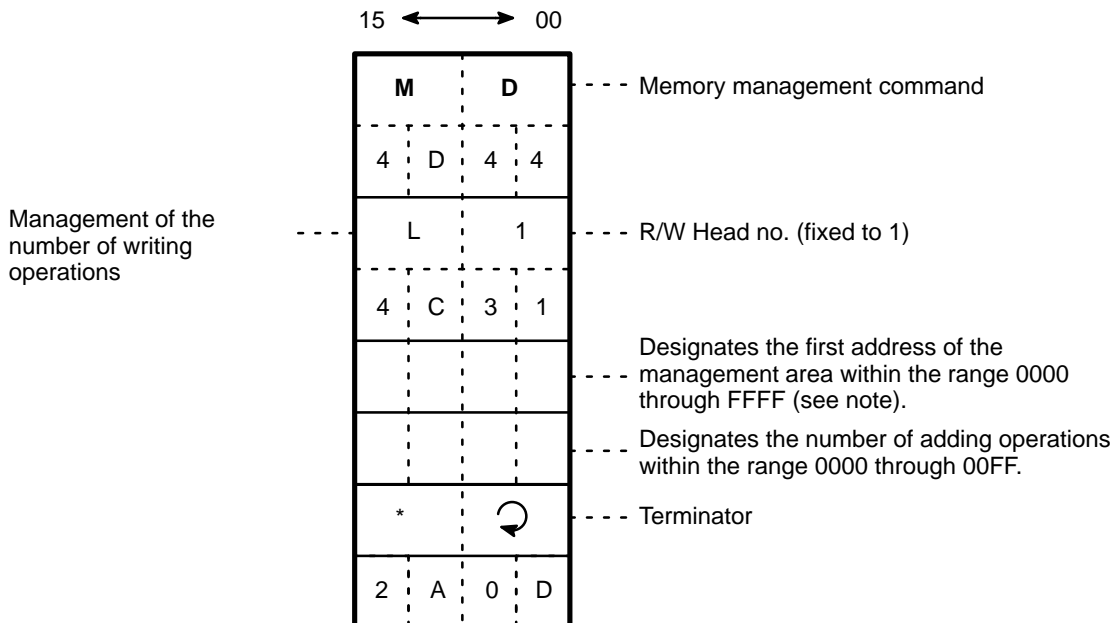 15 00
M D
Memory management command
4 D 4 4
Management of the
number of writing
operations
L 1
R/W Head no. (fixed to 1)
4 C 3 1
Designates the first address of the
management area within the range 0000
through FFFF (see note).
Designates the number of adding operations
within the range 0000 through 00FF.
*
Terminator
2 A 0 D